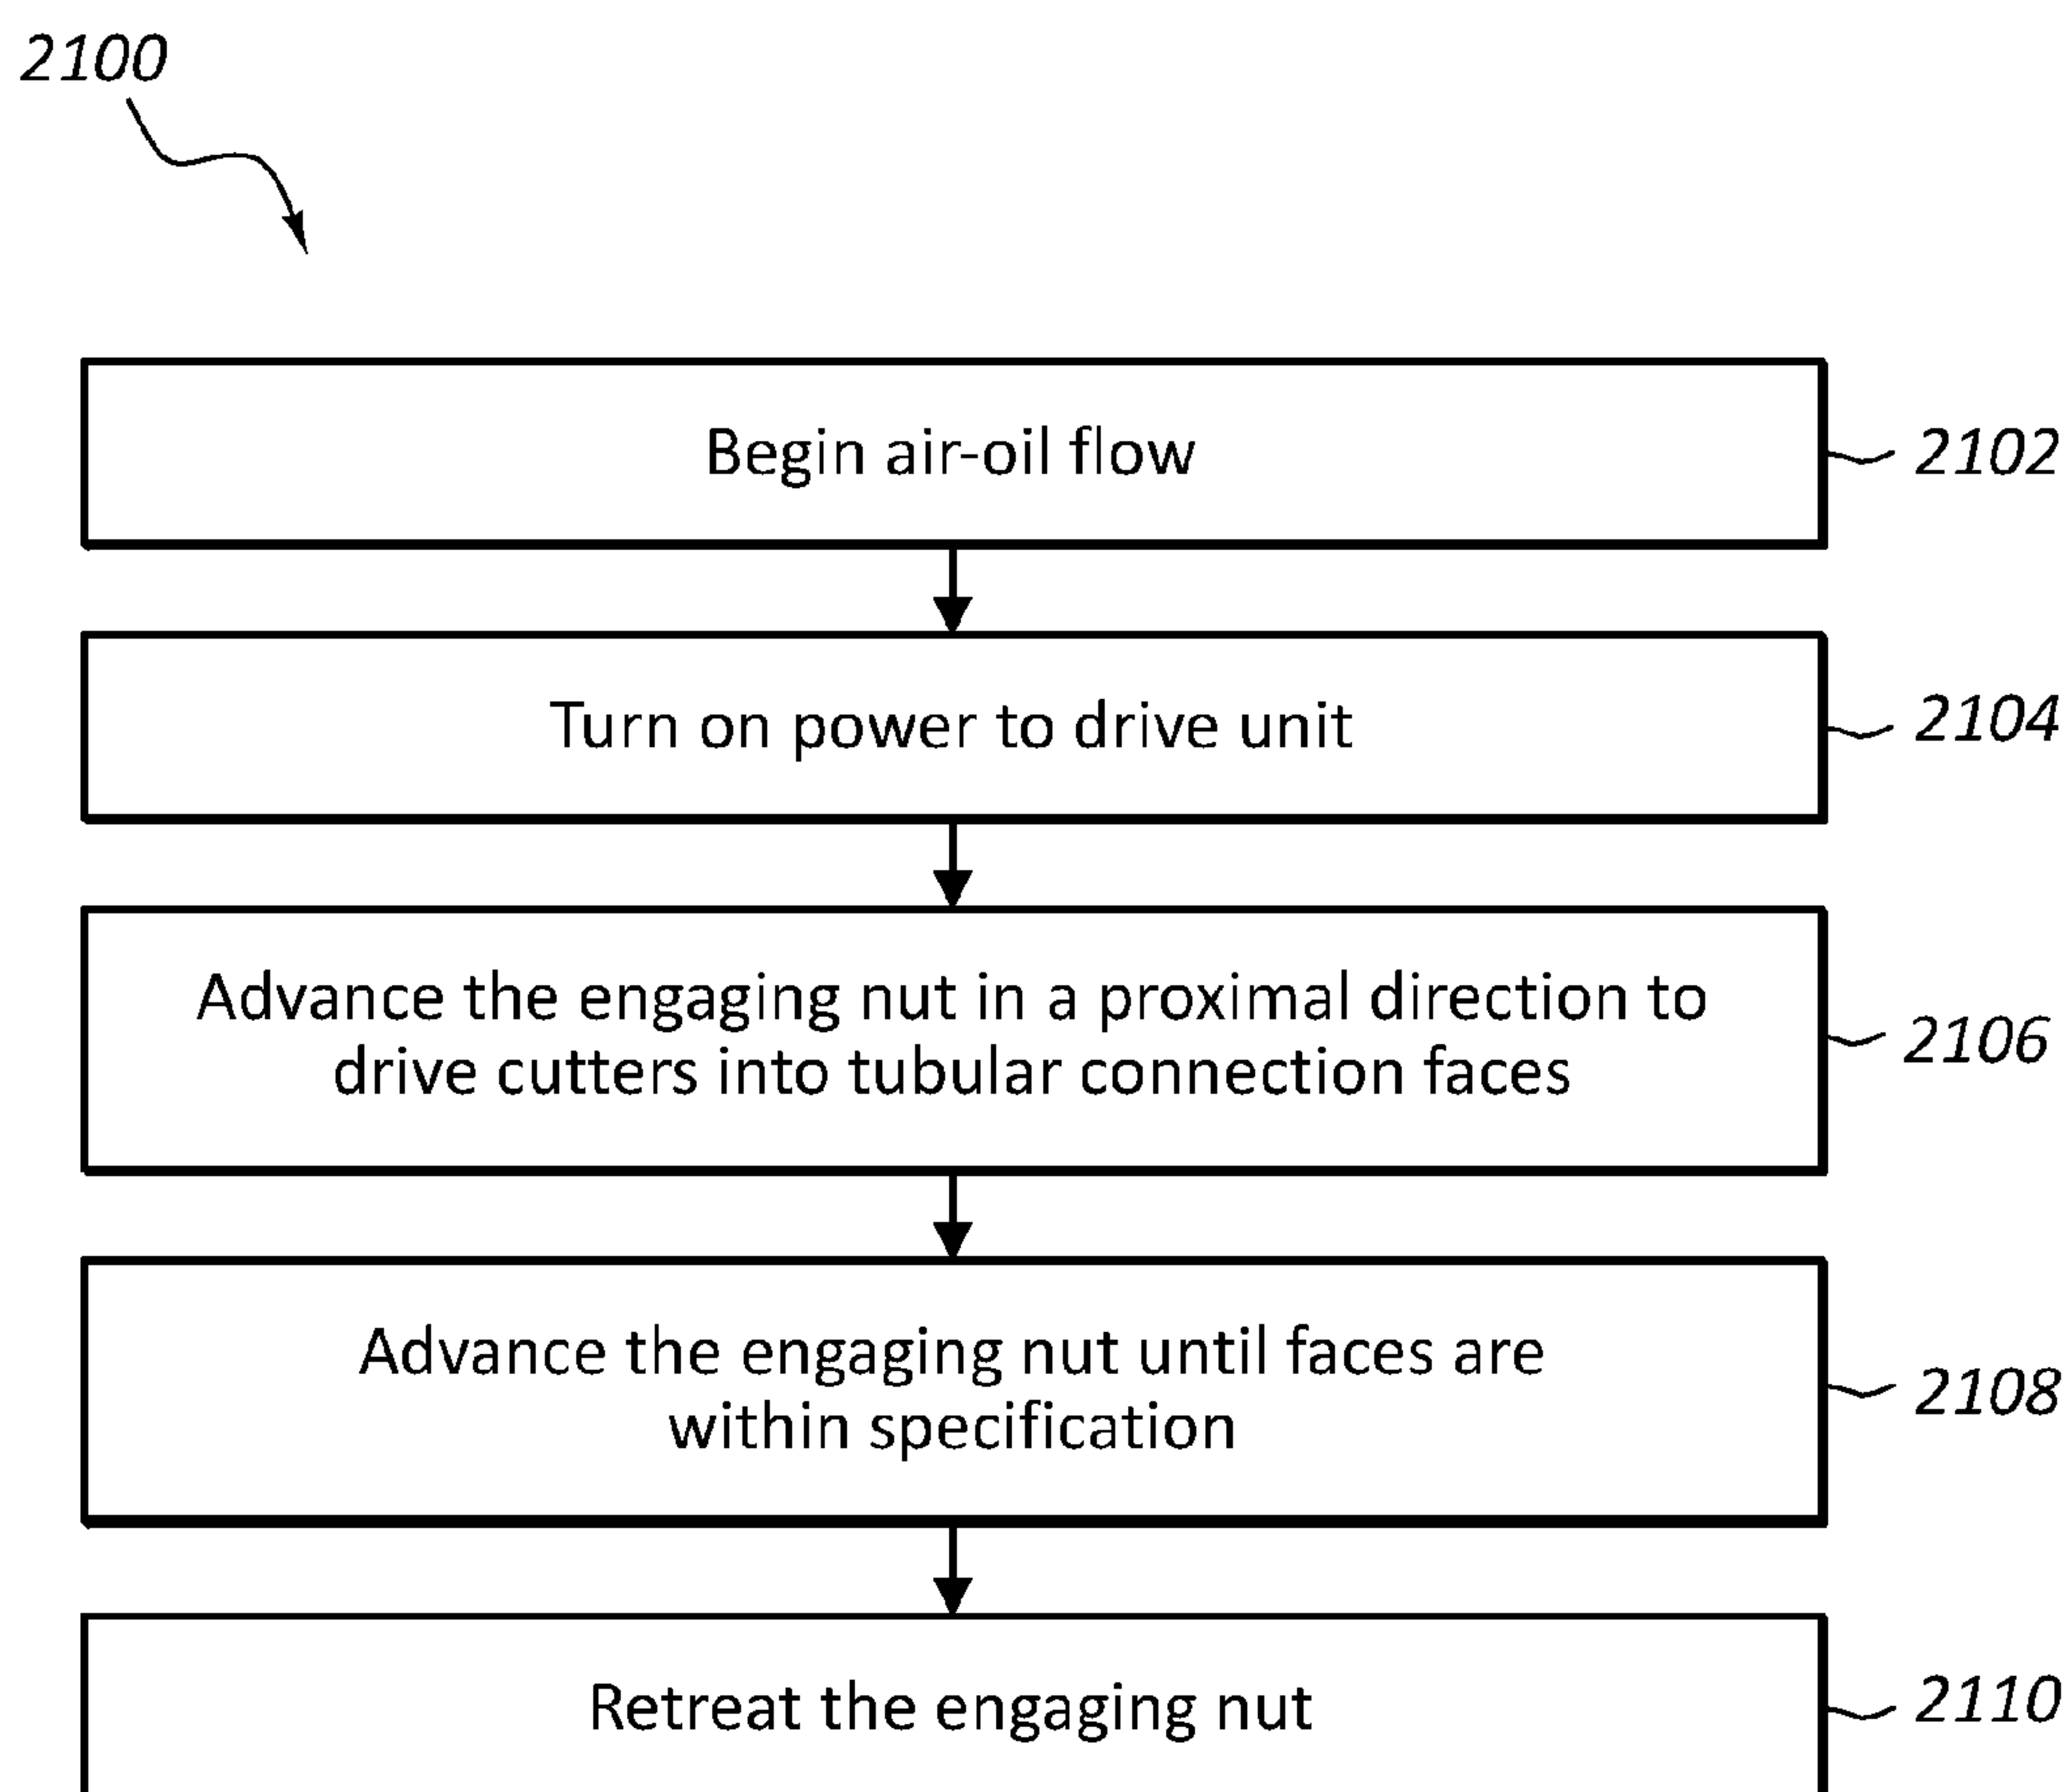 2100
Begin air-oil flow
2102
Turn on power to drive unit
2104
Advance the engaging nut in a proximal direction to
drive cutters into tubular connection faces
2106
Advance the engaging nut until faces are
within specification
2108
Retreat the engaging nut
2110